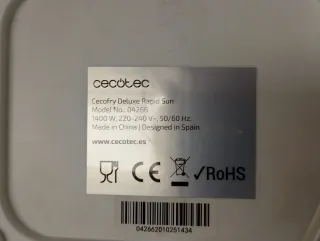 cecotec
Cecofry Deluxe Rapid Sun
Model No.: 04266
1400 W, 220-240 V~, 50/60 Hz.
Made in China | Designed in Spain
www.cecotec.es
CE
✓RoHS
042662010251434